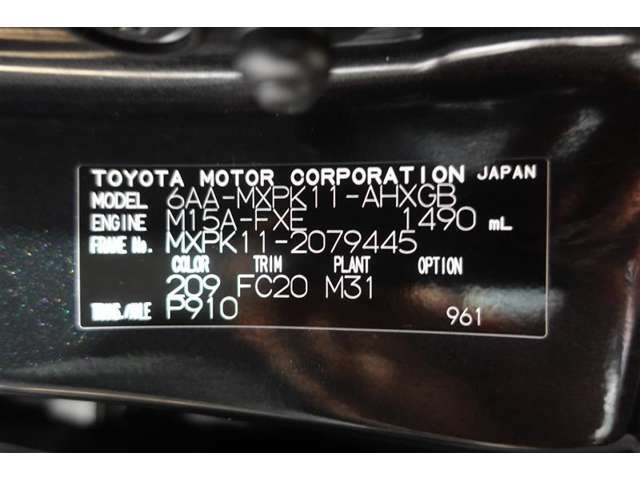 TOYOTA MOTOR CORPORATION JAPAN
MODEL 6AA-MXPK11-AHXGB
ENGINE M15A-FXE 1490 mL
FRAME No. MXPK11-2079445
COLOR TRIM PLANT OPTION
209 FC20 M31
TRANS./AXLE P910 961